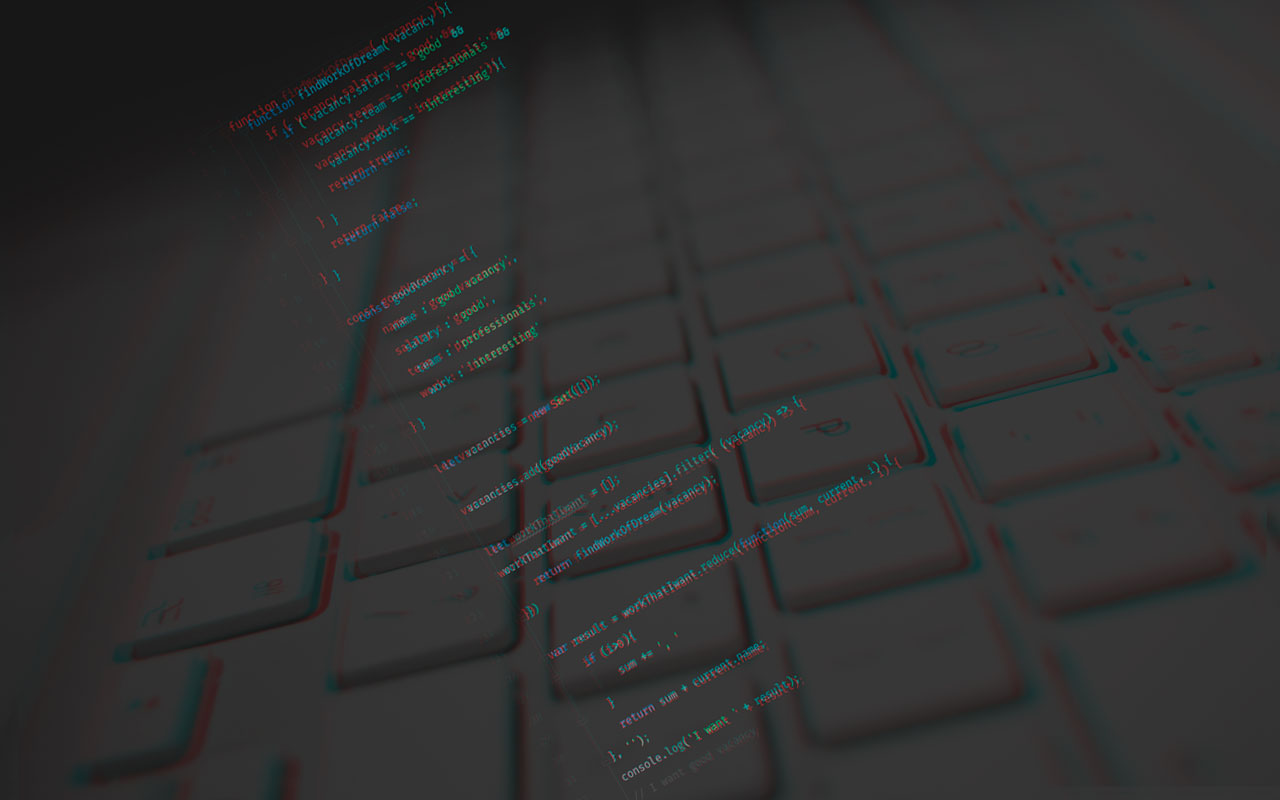 function findWorkOfDream( vacancy ){
if ( vacancy.salary == 'good' &&
vacancy.team == 'professionals' &&
vacancy.work == 'interesting'){
return true;
}
return false;
}
const goodVacancy ={
name : 'good vacancy',
salary : 'good',
team : 'professionals',
work : 'interesting'
}
let vacancies = new Set([]);
vacancies.add(goodVacancy);
let workThatIwant = [];
workThatIwant = [...vacancies].filter( (vacancy) => {
return findWorkOfDream(vacancy);
})
var result = workThatIwant.reduce(function(sum, current, i) {
if (i>0){
sum += ', '
}
return sum + current.name;
}, '');
console.log('I want ' + result);
// I want good vacancy